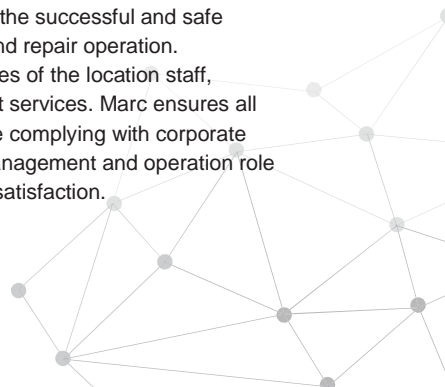 the successful and safe
nd repair operation.
es of the location staff,
t services. Marc ensures all
e complying with corporate
nagement and operation role
satisfaction.